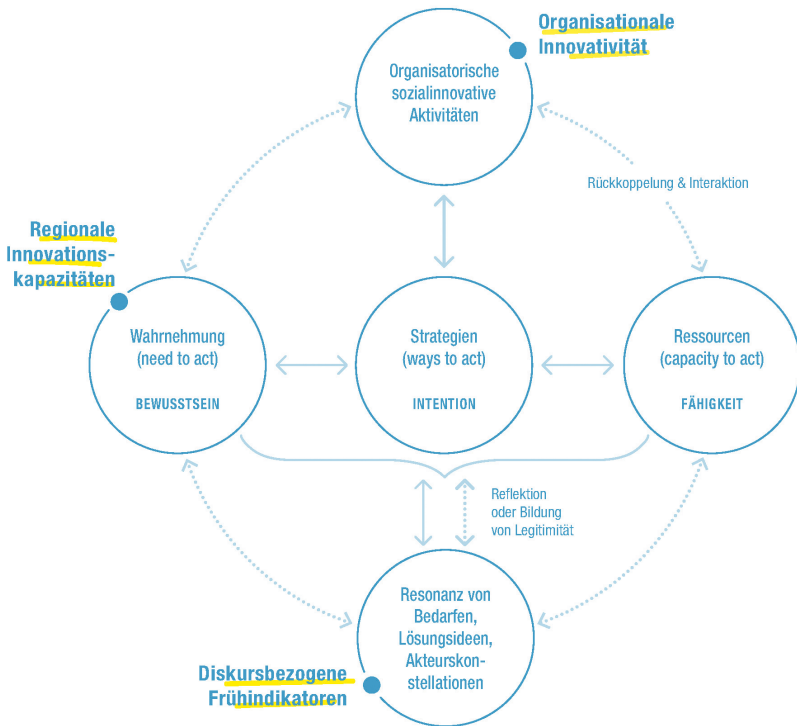 Organisationale
Innovativität
Organisatorische
sozialinnovative
Aktivitäten
Rückkoppelung & Interaktion
Regionale
Innovations-
kapazitäten
Wahrnehmung
(need to act)
BEWUSSTSEIN
Strategien
(ways to act)
INTENTION
Ressourcen
(capacity to act)
FÄHIGKEIT
Reflektion
oder Bildung
von Legitimität
Resonanz von
Bedarfen,
Lösungsideen,
Akteurskon-
stellationen
Diskursbezogene
Frühindikatoren